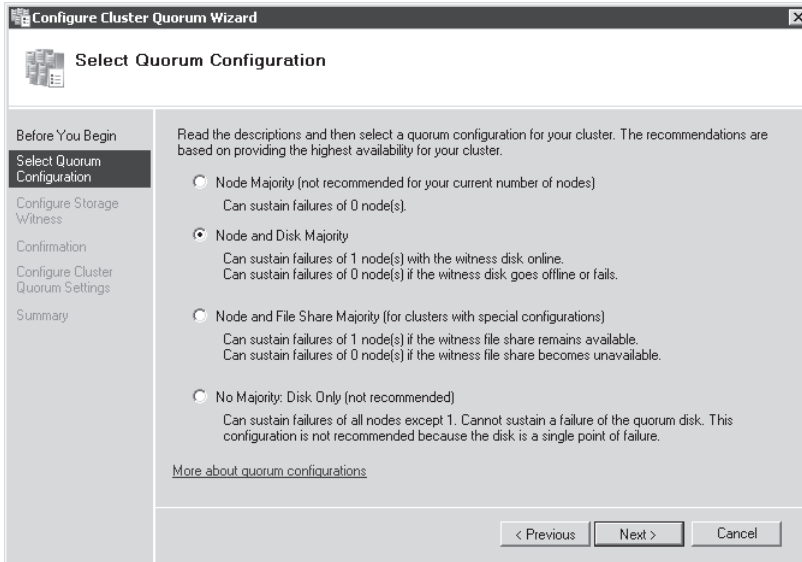 Configure Cluster Quorum Wizard
Select Quorum Configuration
Before You Begin
Select Quorum
Configuration
Configure Storage
Witness
Confirmation
Configure Cluster
Quorum Settings
Summary
Read the descriptions and then select a quorum configuration for your cluster. The recommendations are
based on providing the highest availability for your cluster.
Node Majority (not recommended for your current number of nodes)
Can sustain failures of 0 node(s).
Node and Disk Majority
Can sustain failures of 1 node(s) with the witness disk online.
Can sustain failures of 0 node(s) if the witness disk goes offline or fails.
Node and File Share Majority (for clusters with special configurations)
Can sustain failures of 1 node(s) if the witness file share remains available.
Can sustain failures of 0 node(s) if the witness file share becomes unavailable.
No Majority: Disk Only (not recommended)
Can sustain failures of all nodes except 1. Cannot sustain a failure of the quorum disk. This
configuration is not recommended because the disk is a single point of failure.
More about quorum configurations
< Previous
Next >
Cancel